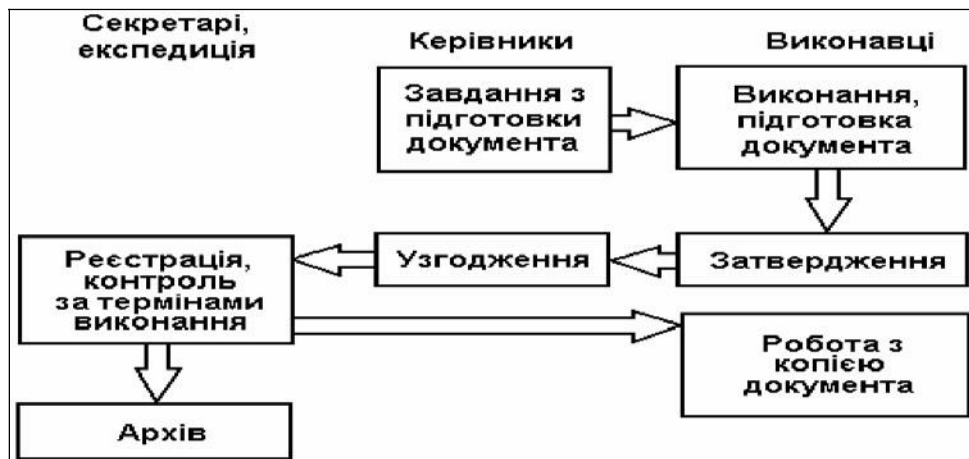 Секретарі,
експедиція
Керівники
Виконавці
Завдання з
підготовки
документа
Виконання,
підготовка
документа
Реєстрація,
контроль
за термінами
виконання
Узгодження
Затвердження
Робота з
копією
документа
Архів